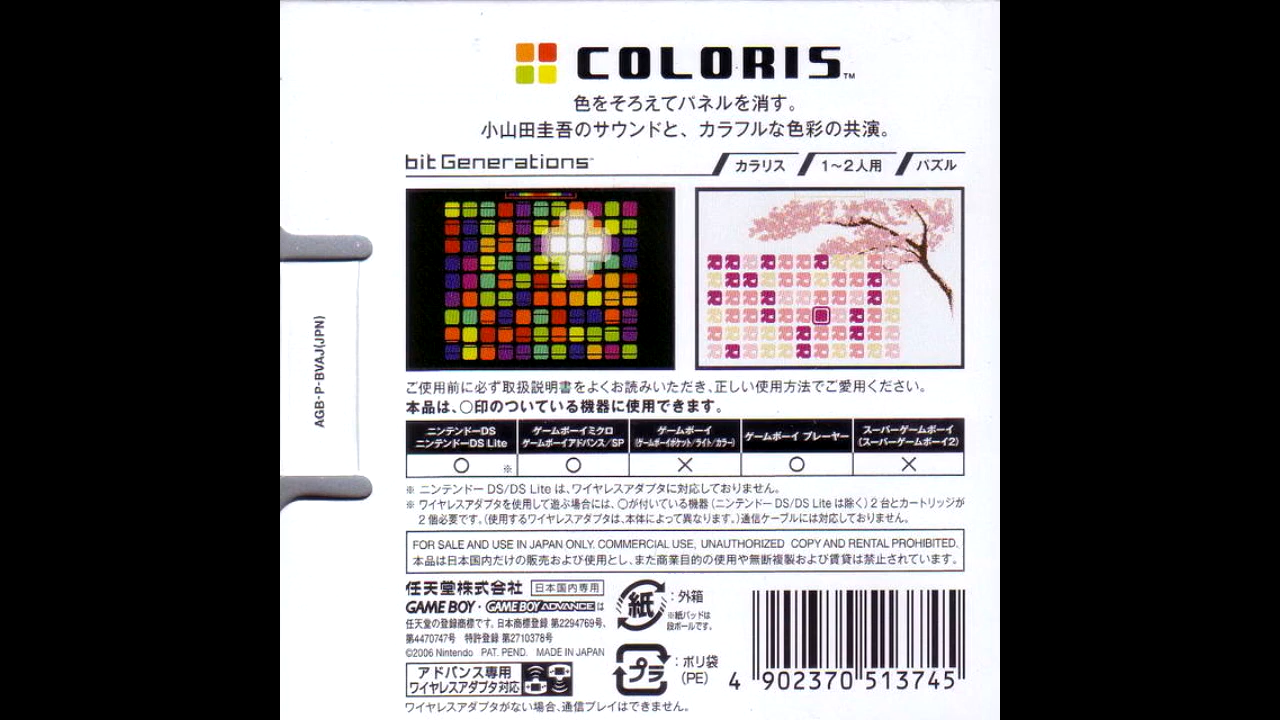 COLORIS™
色をそろえてパネルを消す。
小山田圭吾のサウンドと、カラフルな色彩の共演。
bit Generations™
カラリス
1〜2人用
パズル
ご使用前に必ず取扱説明書をよくお読みいただき、正しい使用方法でご愛用ください。
本品は、○印のついている機器に使用できます。
ニンテンドーDS
ニンテンドーDS Lite
ゲームボーイミクロ
ゲームボーイアドバンス/SP
ゲームボーイ
(ゲームボーイポケット/ライト/カラー)
ゲームボーイ プレーヤー
スーパーゲームボーイ
(スーパーゲームボーイ2)
○ ※ ○ × ○ ×
※ ニンテンドーDS/DS Lite は、ワイヤレスアダプタに対応しておりません。
※ ワイヤレスアダプタを使用して遊ぶ場合には、○が付いている機器(ニンテンドーDS/DS Lite は除く)2台とカートリッジが
2個必要です。(使用するワイヤレスアダプタは、本体によって異なります。)通信ケーブルには対応しておりません。
FOR SALE AND USE IN JAPAN ONLY. COMMERCIAL USE, UNAUTHORIZED COPY AND RENTAL PROHIBITED.
本品は日本国内だけの販売および使用とし、また商業目的の使用や無断複製および賃貸は禁止されています。
任天堂株式会社 日本国内専用
GAME BOY・GAME BOY ADVANCEは
任天堂の登録商標です。日本商標登録 第2294769号、
第4470747号 特許登録 第2710378号
©2006 Nintendo PAT. PEND. MADE IN JAPAN
アドバンス専用
ワイヤレスアダプタ対応
ワイヤレスアダプタがない場合、通信プレイはできません。
紙 :外箱
※紙パッドは
段ボールです。
プラ :ポリ袋
(PE)
4 902370 513745
AGB-P-BVAJ(JPN)